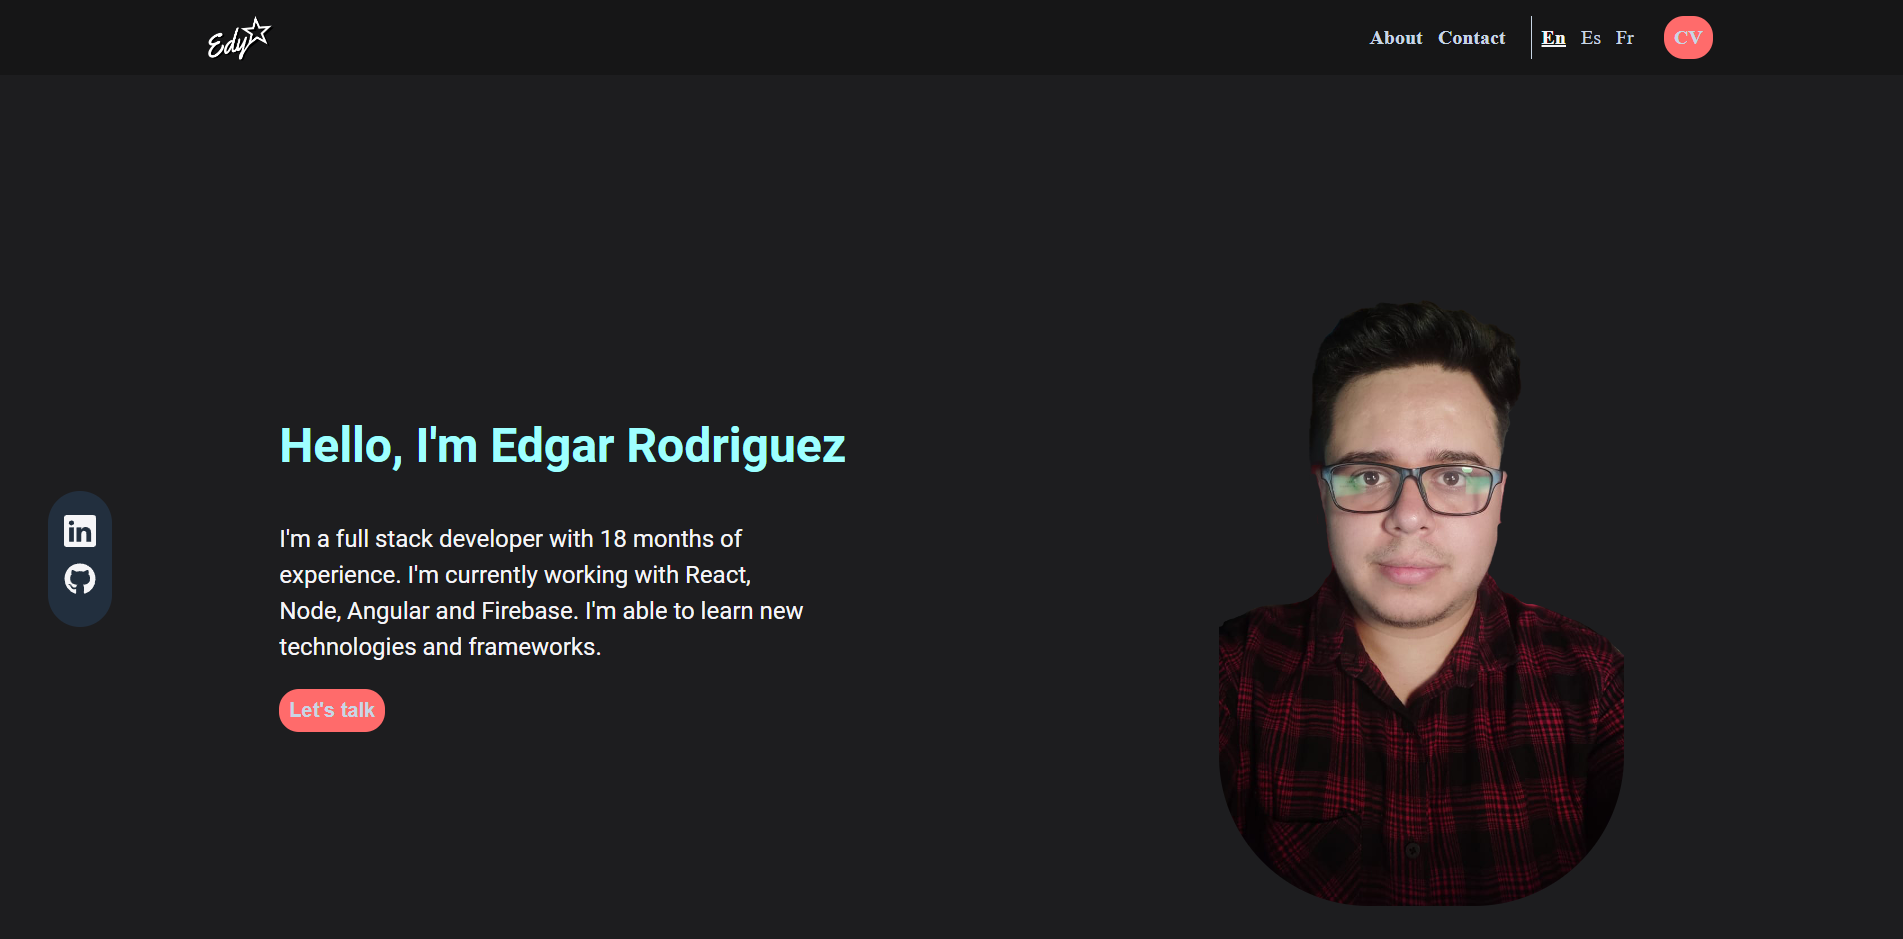 Edy
About Contact En Es Fr CV
Hello, I'm Edgar Rodriguez
in
I'm a full stack developer with 18 months of
experience. I'm currently working with React,
Node, Angular and Firebase. I'm able to learn new
technologies and frameworks.
Let's talk